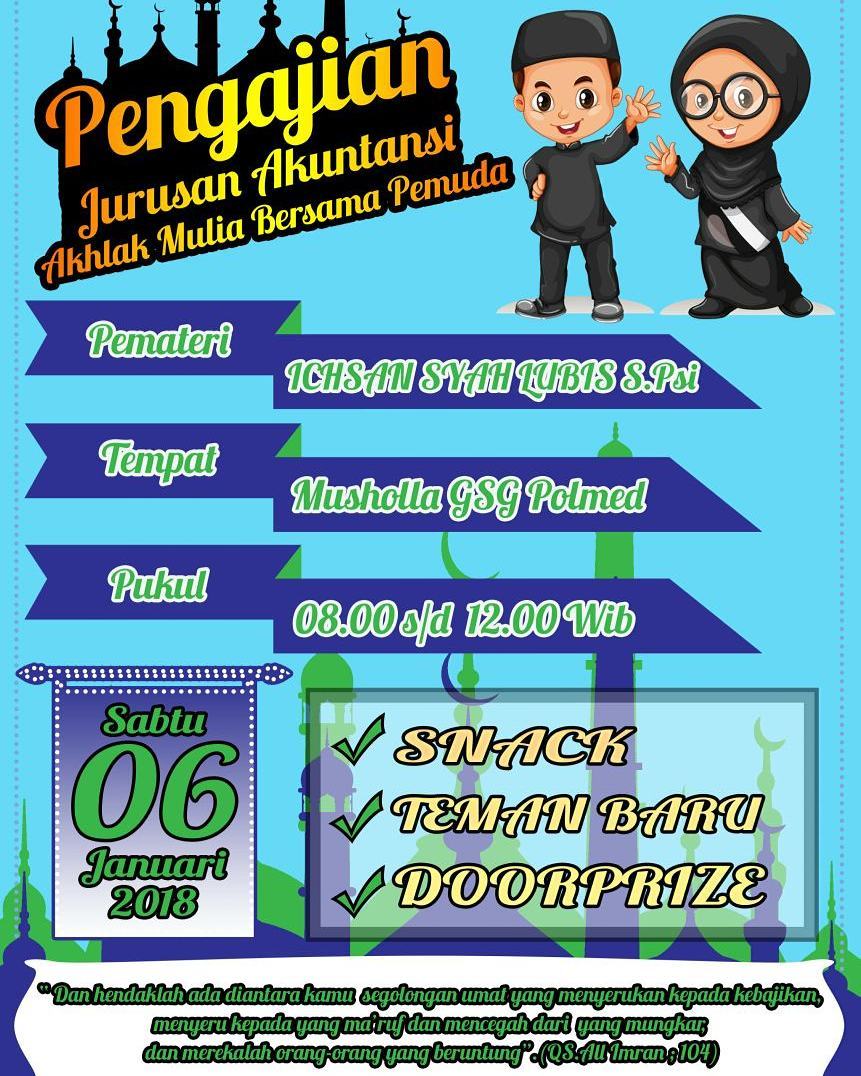 Pengajian
Jurusan Akuntansi
Akhlak Mulia Bersama Pemuda
Pemateri
ICHSAN SYAH LUBIS S.Psi
Tempat
Musholla GSG Polmed
Pukul
08.00 s/d 12.00 Wib
Sabtu
06
Januari
2018
SNACK
TEMAN BARU
DOORPRIZE
" Dan hendaklah ada diantara kamu segolongan umat yang menyerukan kepada kebajikan,
menyeru kepada yang ma'ruf dan mencegah dari yang mungkar,
dan merekalah orang-orang yang beruntung". (QS.Ali Imran ; 104)